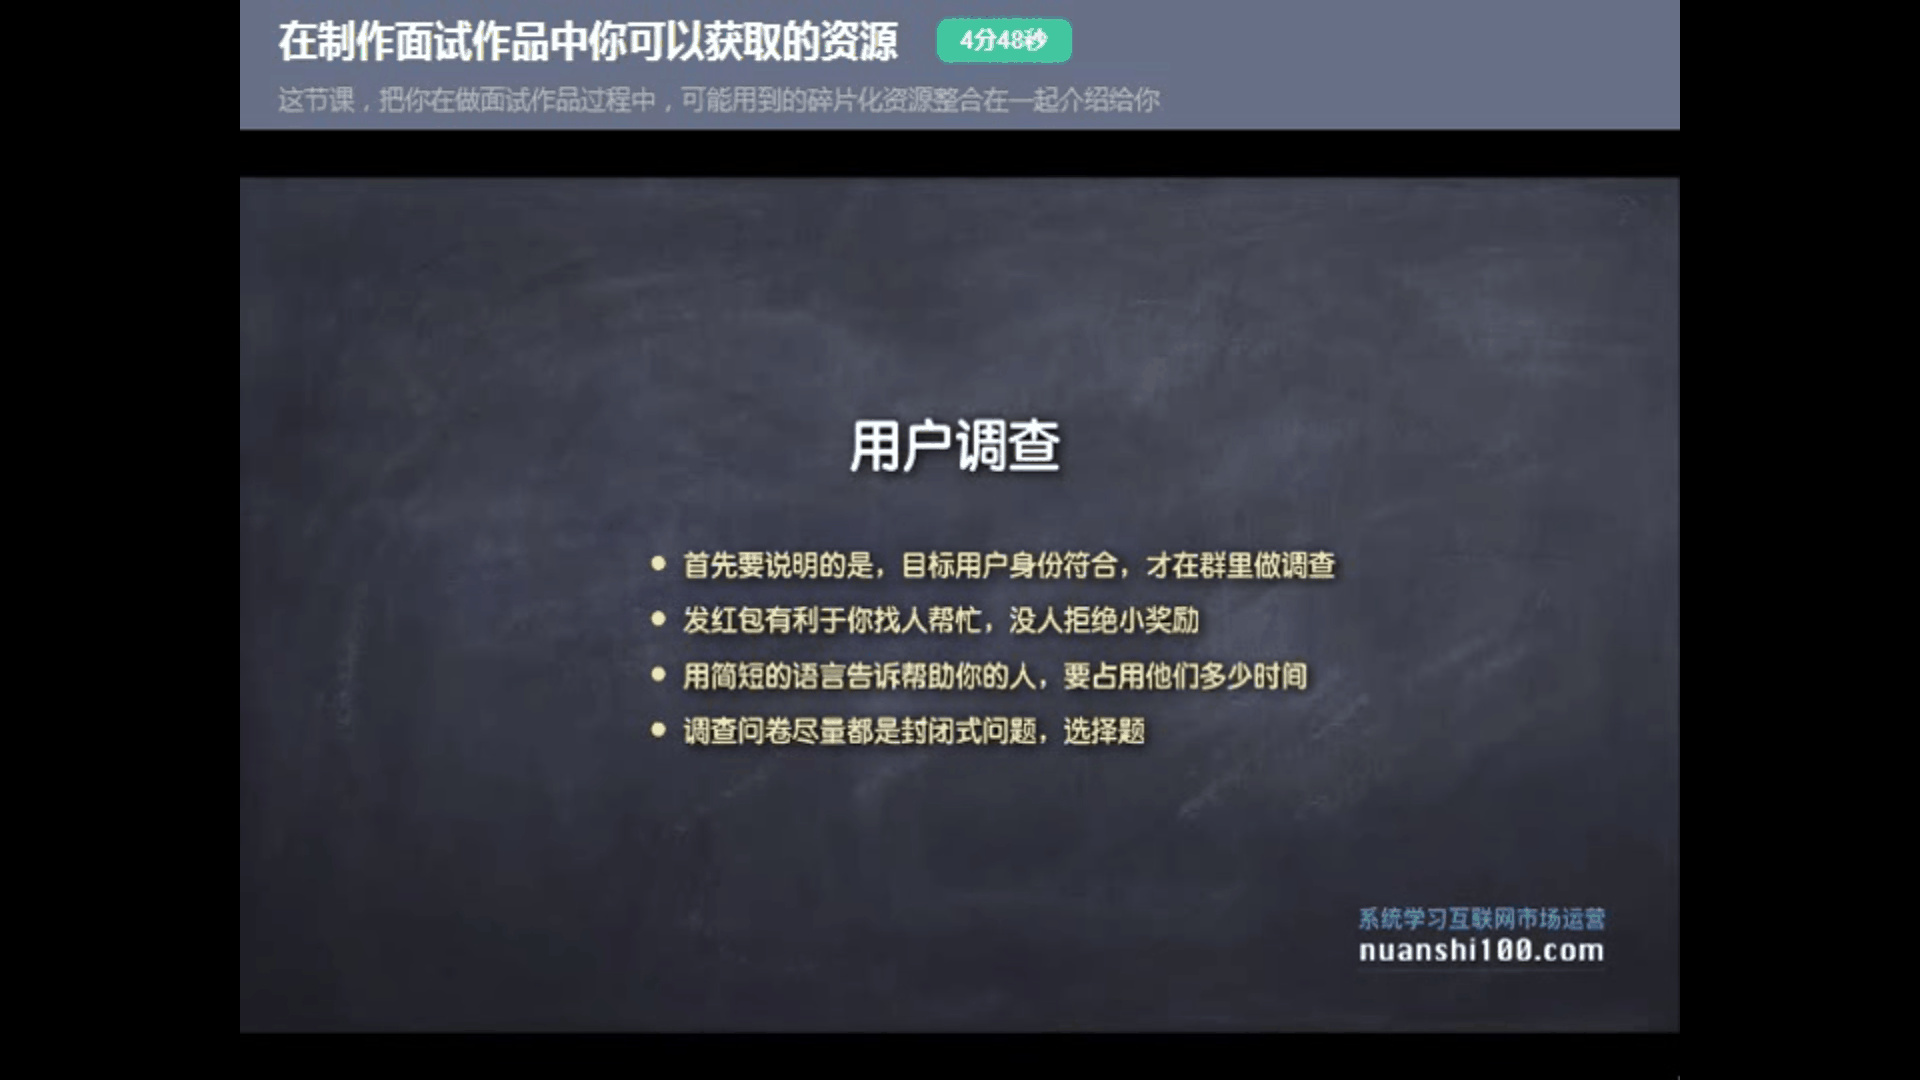 在制作面试作品中你可以获取的资源 4分48秒
这节课，把你在做面试作品过程中，可能用到的碎片化资源整合在一起介绍给你
用户调查
• 首先要说明的是，目标用户身份符合，才在群里做调查
• 发红包有利于你找人帮忙，没人拒绝小奖励
• 用简短的语言告诉帮助你的人，要占用他们多少时间
• 调查问卷尽量都是封闭式问题，选择题
系统学习互联网市场运营
nuanshi100.com